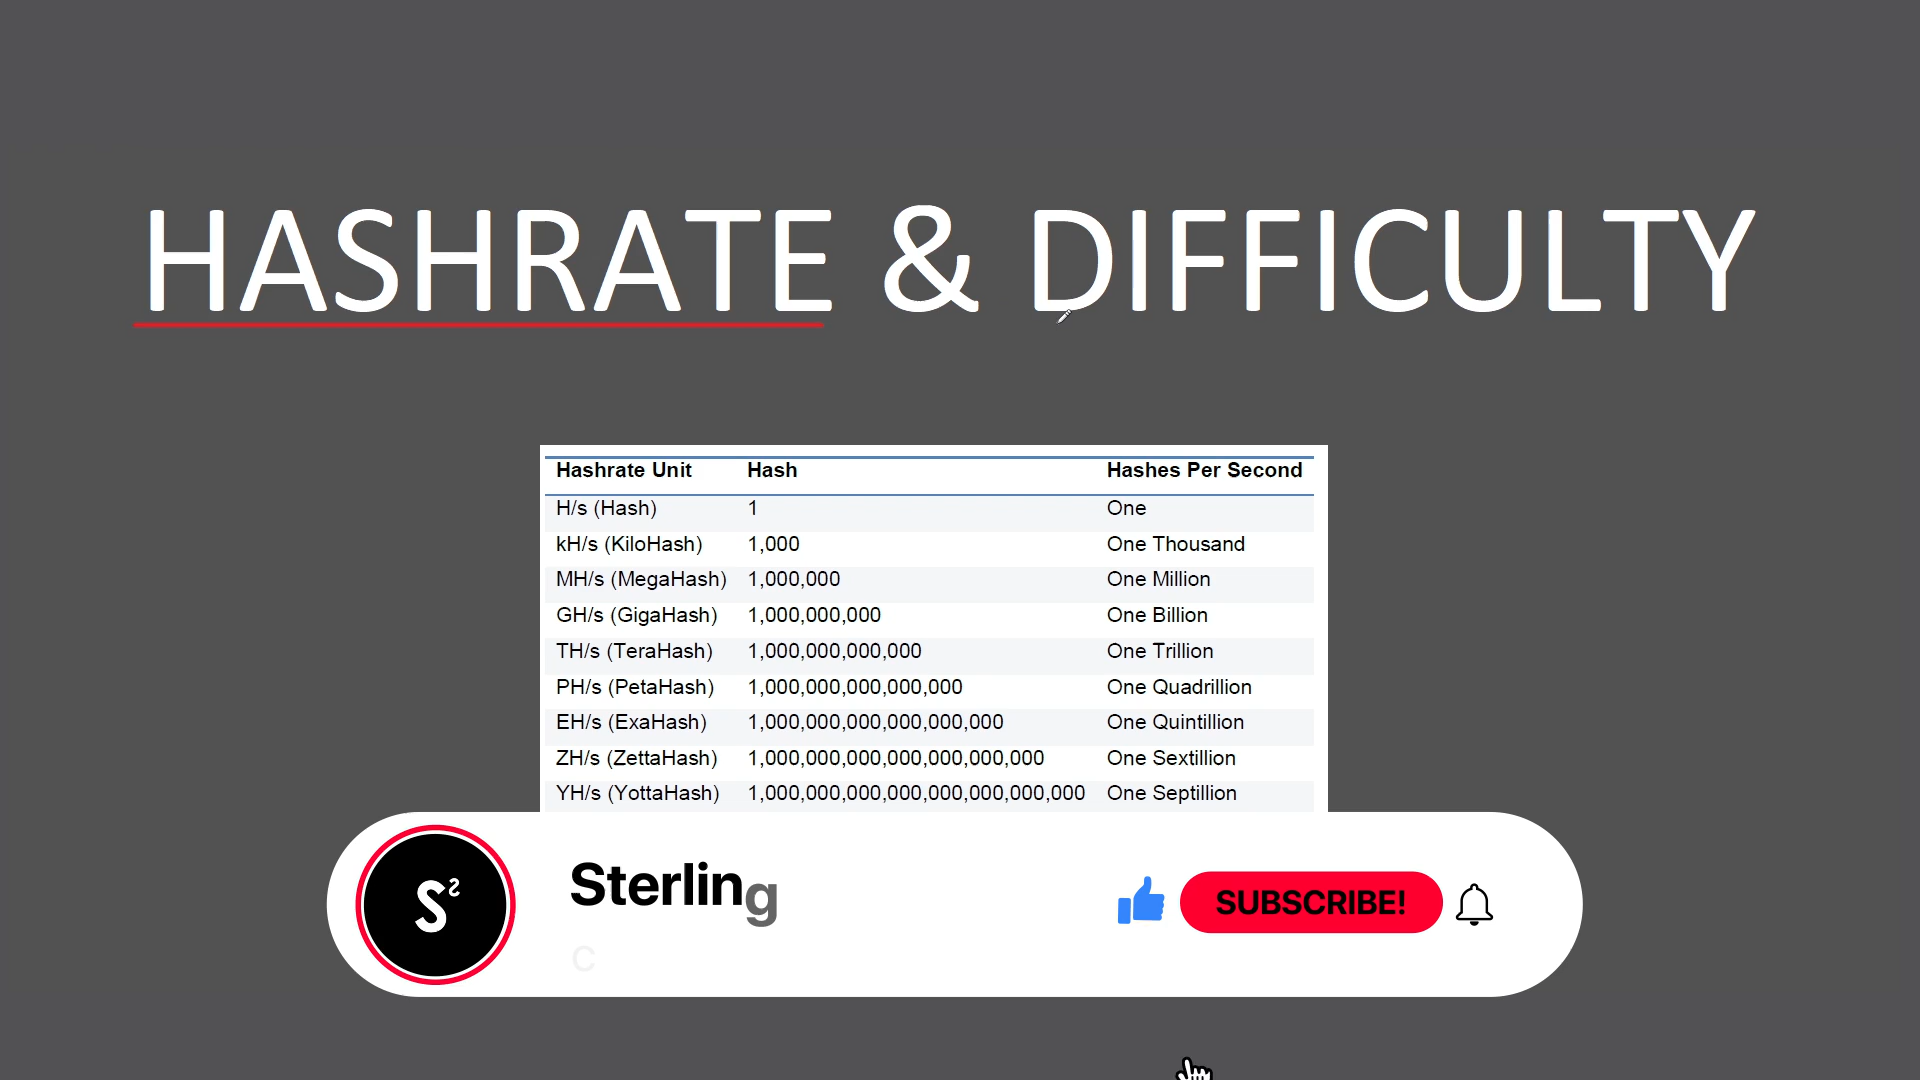 HASHRATE & DIFFICULTY
Hashrate Unit Hash Hashes Per Second
H/s (Hash) 1 One
kH/s (KiloHash) 1,000 One Thousand
MH/s (MegaHash) 1,000,000 One Million
GH/s (GigaHash) 1,000,000,000 One Billion
TH/s (TeraHash) 1,000,000,000,000 One Trillion
PH/s (PetaHash) 1,000,000,000,000,000 One Quadrillion
EH/s (ExaHash) 1,000,000,000,000,000,000 One Quintillion
ZH/s (ZettaHash) 1,000,000,000,000,000,000,000 One Sextillion
YH/s (YottaHash) 1,000,000,000,000,000,000,000,000 One Septillion
S²
Sterling
SUBSCRIBE!
C